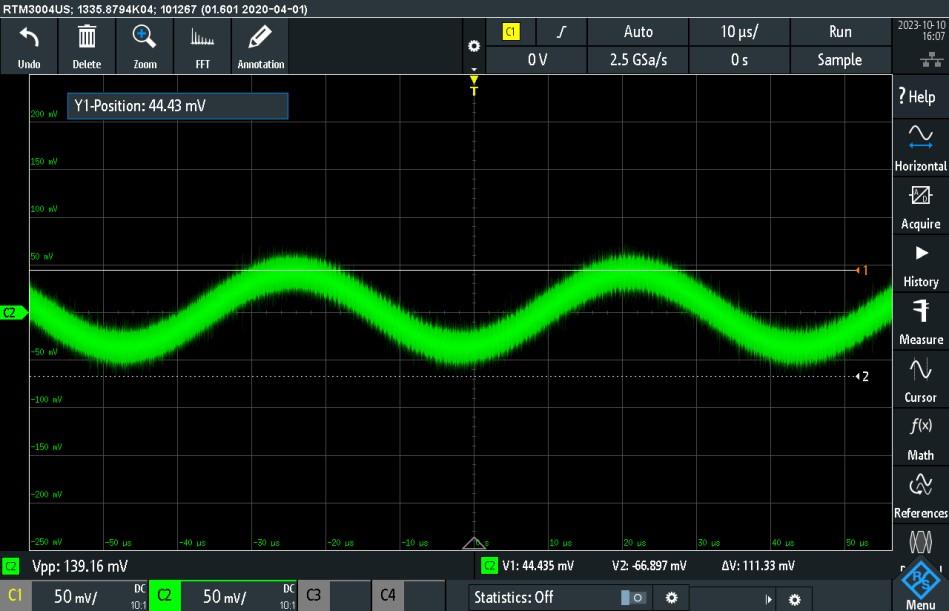 RTM3004US; 1335.8794K04; 101267 (01.601 2020-04-01)
Undo Delete Zoom FFT Annotation
C1 Auto 10 µs/ Run
0 V 2.5 GSa/s 0 s Sample
2023-10-10
16:07
Y1-Position: 44.43 mV
T
? Help
Horizontal
Acquire
History
Measure
Cursor
f(x)
Math
References
Menu
200 mV
150 mV
100 mV
50 mV
1
C2
-50 mV
2
-100 mV
-150 mV
-200 mV
-250 mV -50 µs -40 µs -30 µs -20 µs -10 µs 0 s 10 µs 20 µs 30 µs 40 µs 50 µs
C2 Vpp: 139.16 mV C2 V1: 44.435 mV V2: -66.897 mV ΔV: 111.33 mV
C1 50 mV/ DC 10:1 C2 50 mV/ DC 10:1 C3 C4 Statistics: Off